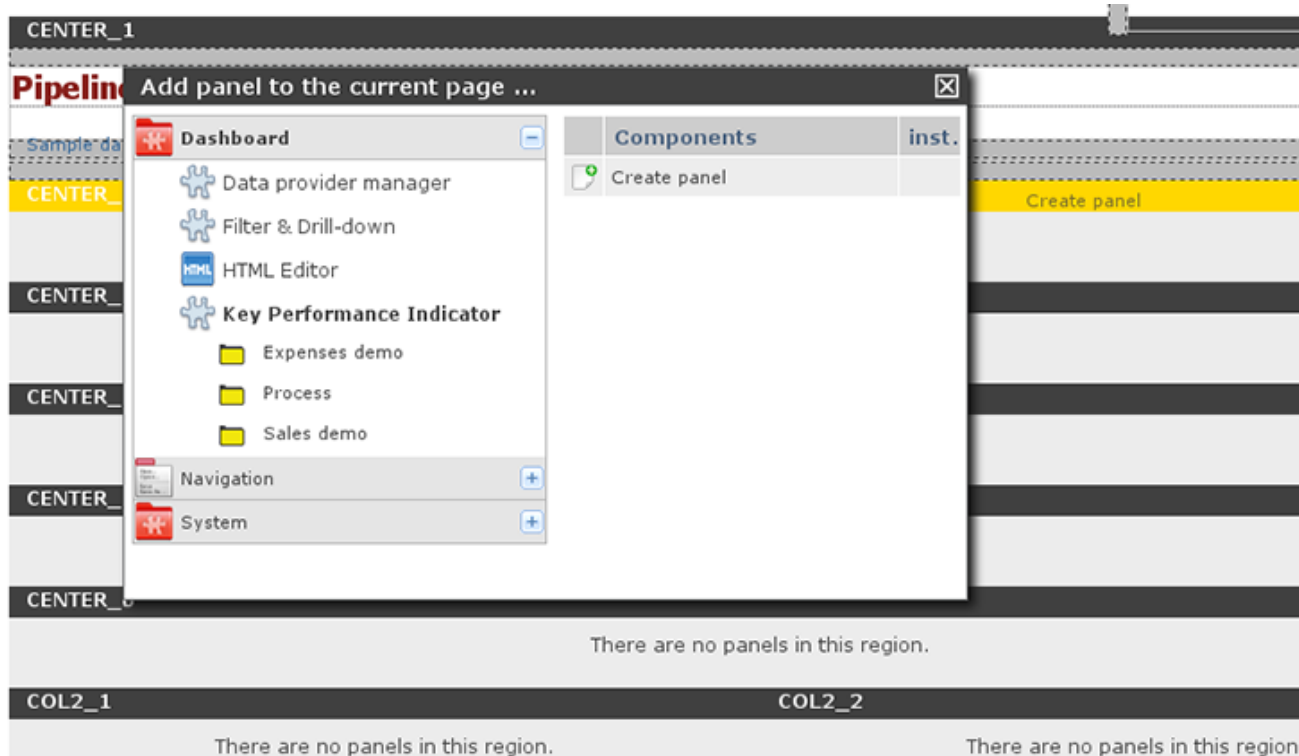 CENTER_1
Pipelin
Add panel to the current page ...
Sample da
Dashboard
Components inst.
Data provider manager
Create panel
CENTER_
Create panel
Filter & Drill-down
HTML
HTML Editor
CENTER_
Key Performance Indicator
Expenses demo
Process
CENTER_
Sales demo
Navigation
CENTER_
System
CENTER_
There are no panels in this region.
COL2_1 COL2_2
There are no panels in this region. There are no panels in this region